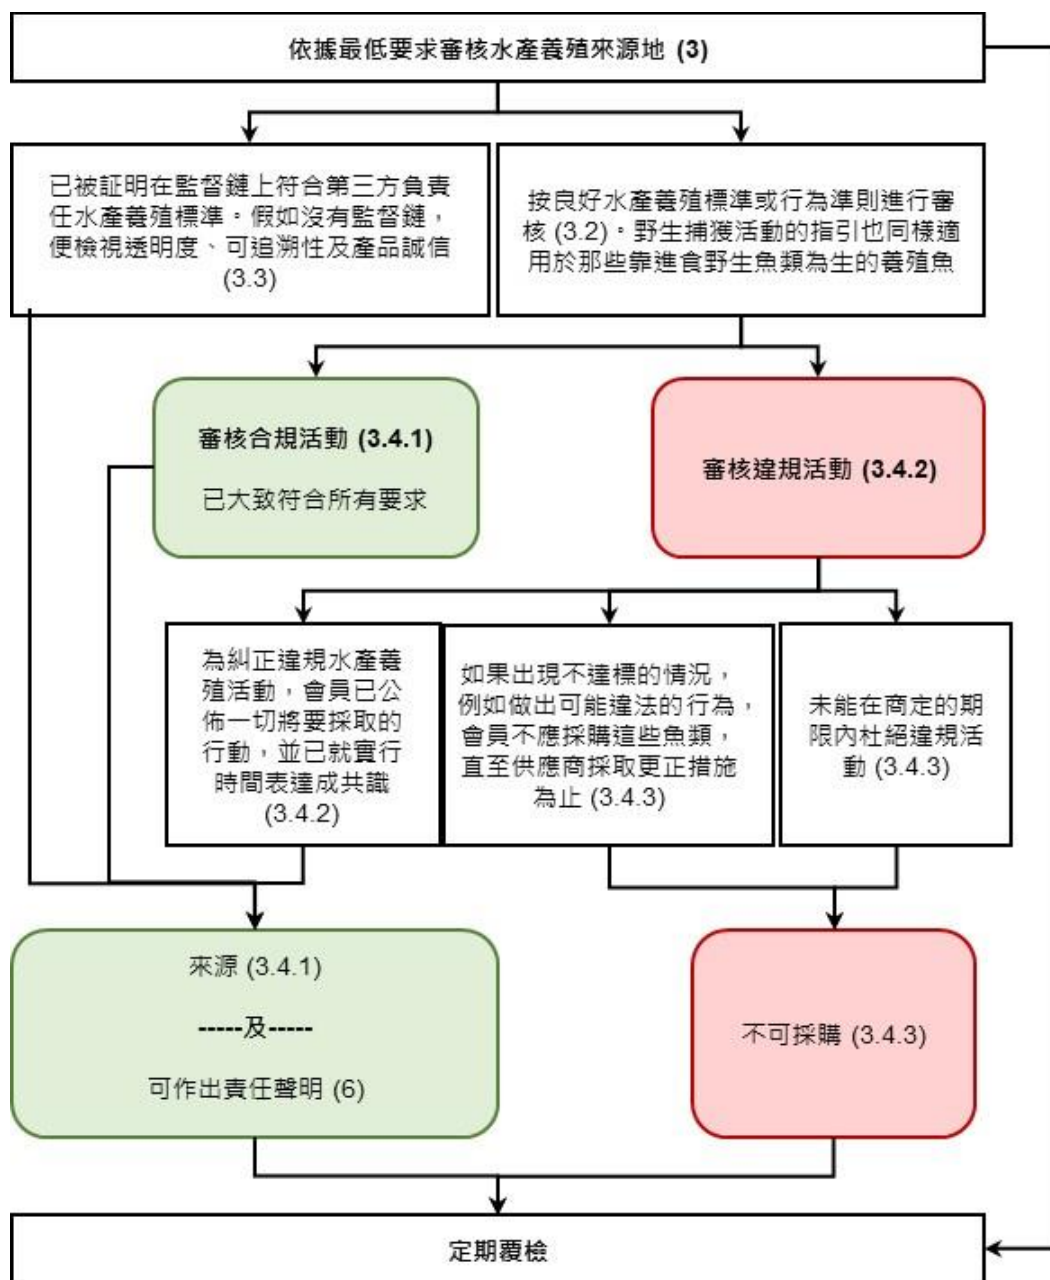 依據最低要求審核水產養殖來源地 (3)
已被証明在監督鏈上符合第三方負責
任水產養殖標準。假如沒有監督鏈，
便檢視透明度、可追溯性及產品誠信
(3.3)
按良好水產養殖標準或行為準則進行審
核 (3.2)。野生捕獲活動的指引也同樣適
用於那些靠進食野生魚類為生的養殖魚
審核合規活動 (3.4.1)
已大致符合所有要求
審核違規活動 (3.4.2)
為糾正違規水產養
殖活動，會員已公
佈一切將要採取的
行動，並已就實行
時間表達成共識
(3.4.2)
如果出現不達標的情況，
例如做出可能違法的行為，
會員不應採購這些魚類，
直至供應商採取更正措施
為止 (3.4.3)
未能在商定的期
限內杜絕違規活
動 (3.4.3)
來源 (3.4.1)
-----及-----
可作出責任聲明 (6)
不可採購 (3.4.3)
定期覆檢